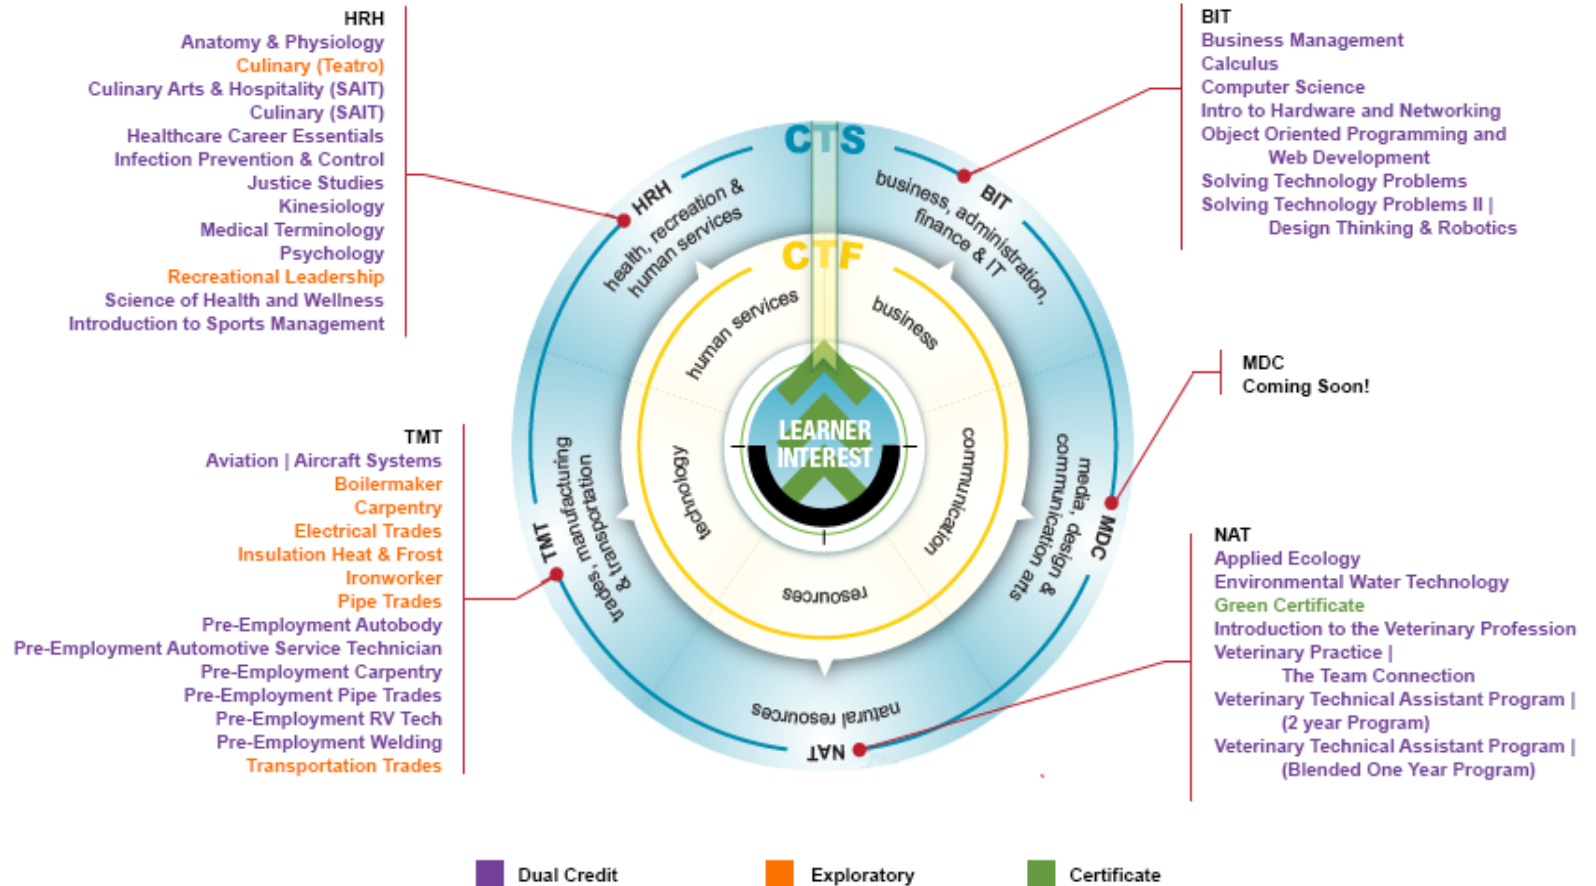 HRH
Anatomy & Physiology
Culinary (Teatro)
Culinary Arts & Hospitality (SAIT)
Culinary (SAIT)
Healthcare Career Essentials
Infection Prevention & Control
Justice Studies
Kinesiology
Medical Terminology
Psychology
Recreational Leadership
Science of Health and Wellness
Introduction to Sports Management
BIT
Business Management
Calculus
Computer Science
Intro to Hardware and Networking
Object Oriented Programming and
Web Development
Solving Technology Problems
Solving Technology Problems II |
Design Thinking & Robotics
CTS
HRH
health, recreation &
human services
BIT
business, administration,
finance & IT
CTF
human services
business
LEARNER
INTEREST
technology
communication
resources
TMT
trades, manufacturing
& transportation
MDC
media, design &
communication arts
natural resources
NAT
MDC
Coming Soon!
TMT
Aviation | Aircraft Systems
Boilermaker
Carpentry
Electrical Trades
Insulation Heat & Frost
Ironworker
Pipe Trades
Pre-Employment Autobody
Pre-Employment Automotive Service Technician
Pre-Employment Carpentry
Pre-Employment Pipe Trades
Pre-Employment RV Tech
Pre-Employment Welding
Transportation Trades
NAT
Applied Ecology
Environmental Water Technology
Green Certificate
Introduction to the Veterinary Profession
Veterinary Practice |
The Team Connection
Veterinary Technical Assistant Program |
(2 year Program)
Veterinary Technical Assistant Program |
(Blended One Year Program)
Dual Credit
Exploratory
Certificate